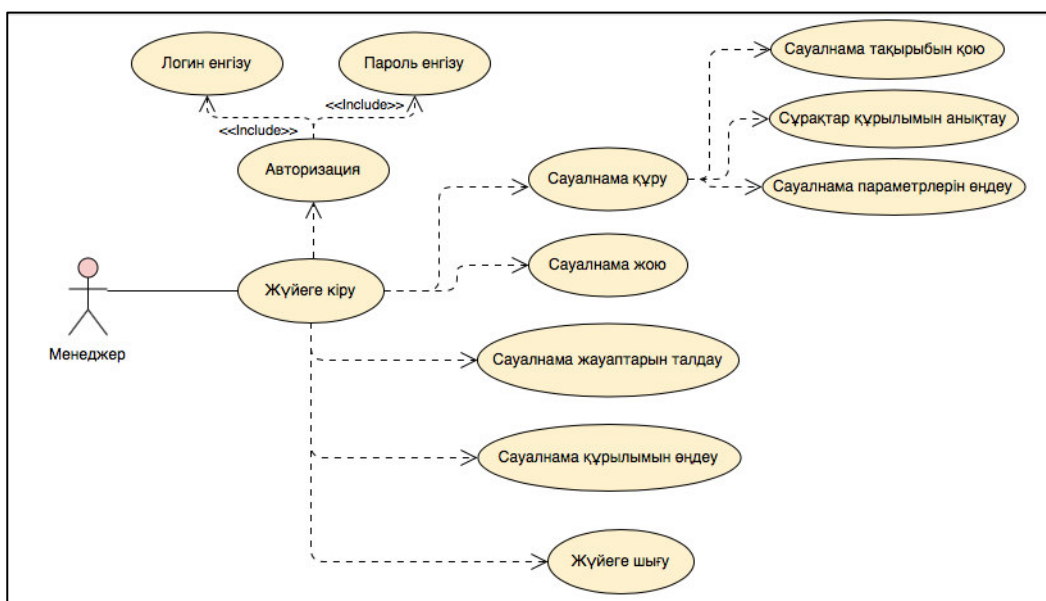 Логин енгізу
Пароль енгізу
<<Include>>
<<Include>>
Авторизация
Сауалнама тақырыбын қою
Сұрақтар құрылымын анықтау
Сауалнама құру
Сауалнама параметрлерін өңдеу
Сауалнама жою
Жүйеге кіру
Менеджер
Сауалнама жауаптарын талдау
Сауалнама құрылымын өңдеу
Жүйеге шығу